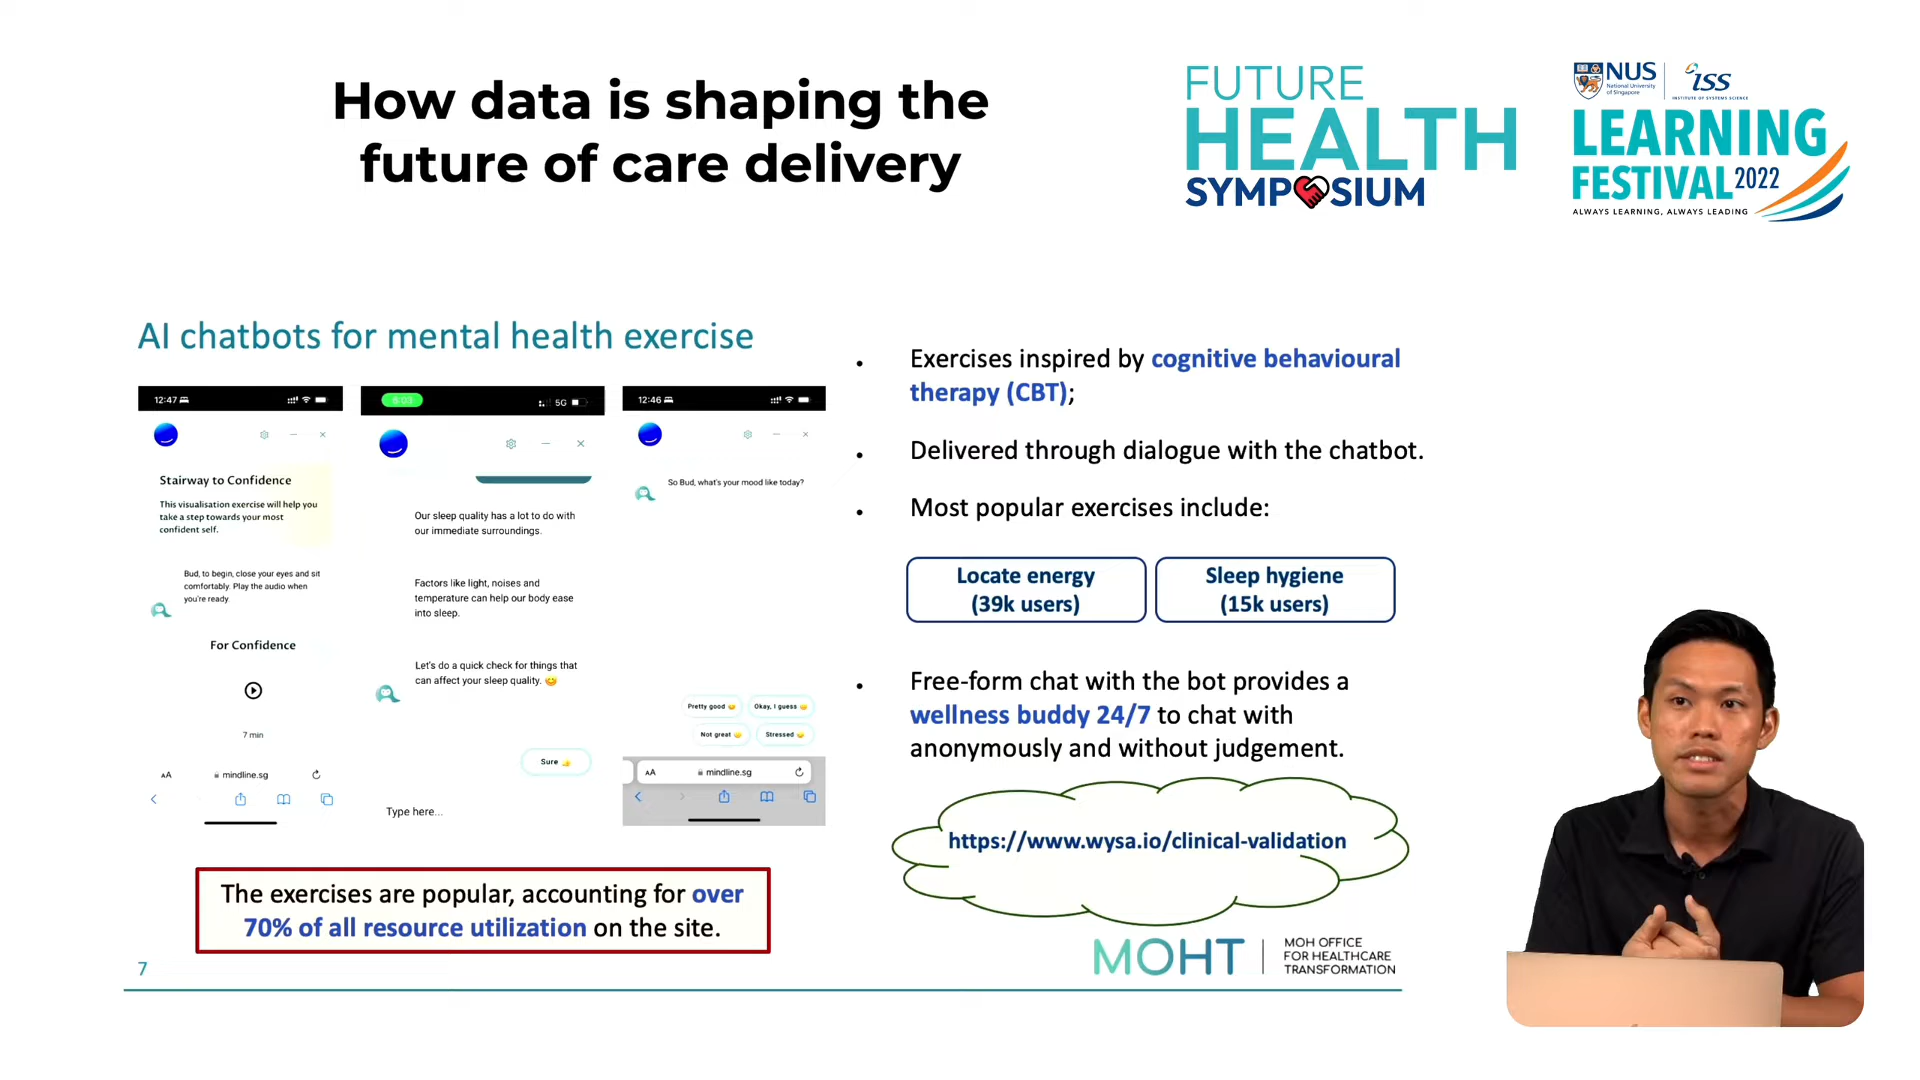 How data is shaping the
future of care delivery
FUTURE
HEALTH
SYMPOSIUM
NUS
National University
of Singapore
iss
INSTITUTE OF SYSTEMS SCIENCE
LEARNING
FESTIVAL 2022
ALWAYS LEARNING, ALWAYS LEADING
AI chatbots for mental health exercise
12:47
Stairway to Confidence
This visualisation exercise will help you
take a step towards your most
confident self.
Bud, to begin, close your eyes and sit
comfortably. Play the audio when
you're ready
For Confidence
7 min
AA
mindline.sg
5G
Our sleep quality has a lot to do with
our immediate surroundings.
Factors like light, noises and
temperature can help our body ease
into sleep.
Let's do a quick check for things that
can affect your sleep quality. 😊
Sure 👍
Type here...
12:46
So Bud, what's your mood like today?
Pretty good
Okay, I guess
Not great
Stressed
AA
mindline.sg
The exercises are popular, accounting for over
70% of all resource utilization on the site.
7
• Exercises inspired by cognitive behavioural
therapy (CBT);
• Delivered through dialogue with the chatbot.
• Most popular exercises include:
Locate energy
(39k users)
Sleep hygiene
(15k users)
• Free-form chat with the bot provides a
wellness buddy 24/7 to chat with
anonymously and without judgement.
https://www.wysa.io/clinical-validation
MOHT
MOH OFFICE
FOR HEALTHCARE
TRANSFORMATION